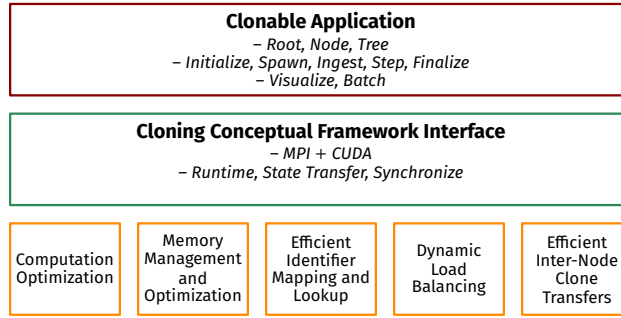 Clonable Application
– Root, Node, Tree
– Initialize, Spawn, Ingest, Step, Finalize
– Visualize, Batch
Cloning Conceptual Framework Interface
– MPI + CUDA
– Runtime, State Transfer, Synchronize
Computation
Optimization
Memory
Management
and
Optimization
Efficient
Identifier
Mapping and
Lookup
Dynamic
Load
Balancing
Efficient
Inter-Node
Clone
Transfers